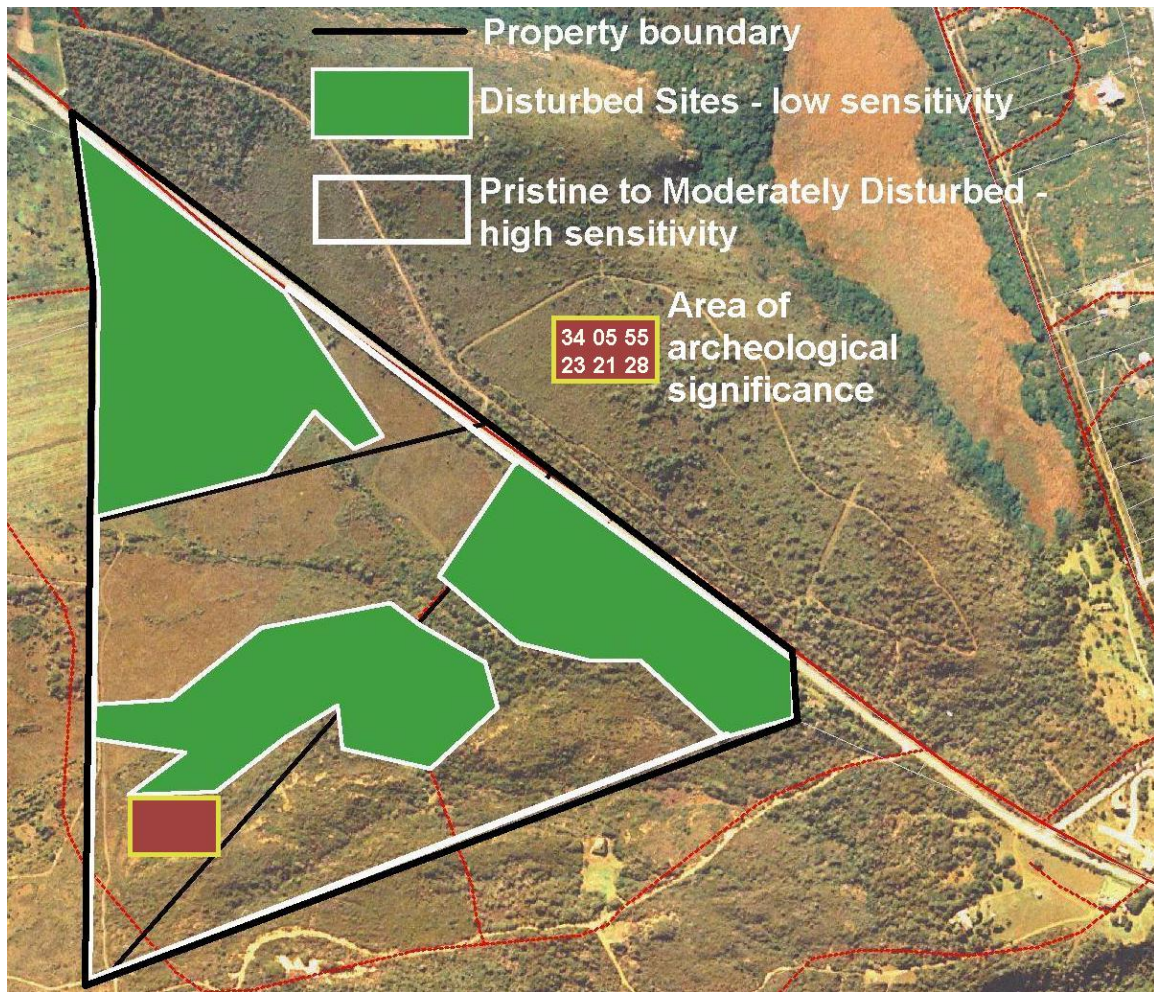 Property boundary
Disturbed Sites - low sensitivity
Pristine to Moderately Disturbed -
high sensitivity
34 05 55
23 21 28
Area of
archeological
significance